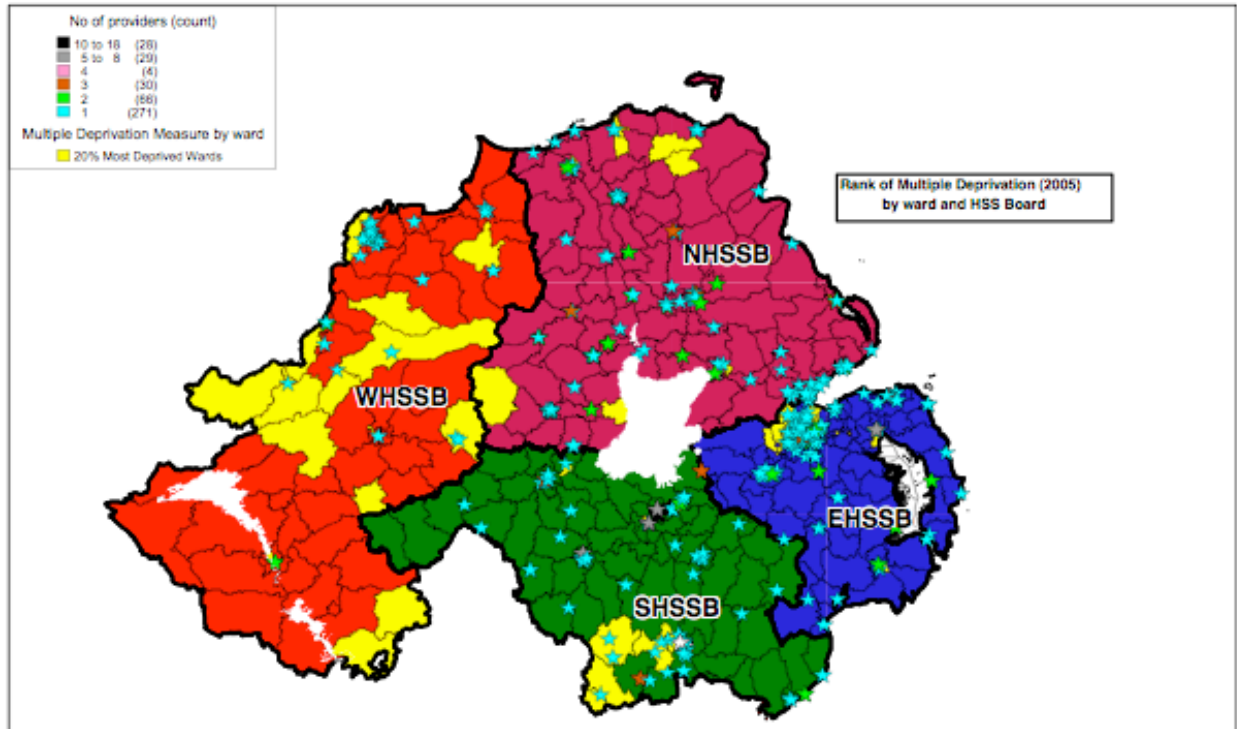 No of providers (count)
10 to 18 (28)
5 to 8 (29)
4 (4)
3 (30)
2 (66)
1 (271)
Multiple Deprivation Measure by ward
20% Most Deprived Wards
Rank of Multiple Deprivation (2005)
by ward and HSS Board
NHSSB
WHSSB
EHSSB
SHSSB